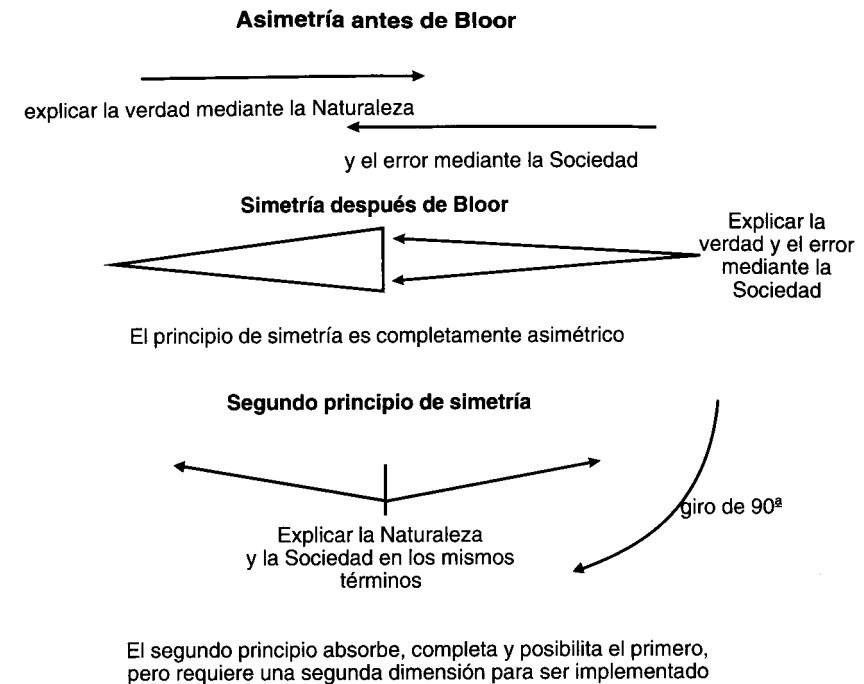 Asimetría antes de Bloor
explicar la verdad mediante la Naturaleza
y el error mediante la Sociedad
Simetría después de Bloor
Explicar la
verdad y el error
mediante la
Sociedad
El principio de simetría es completamente asimétrico
Segundo principio de simetría
giro de 90ª
Explicar la Naturaleza
y la Sociedad en los mismos
términos
El segundo principio absorbe, completa y posibilita el primero,
pero requiere una segunda dimensión para ser implementado